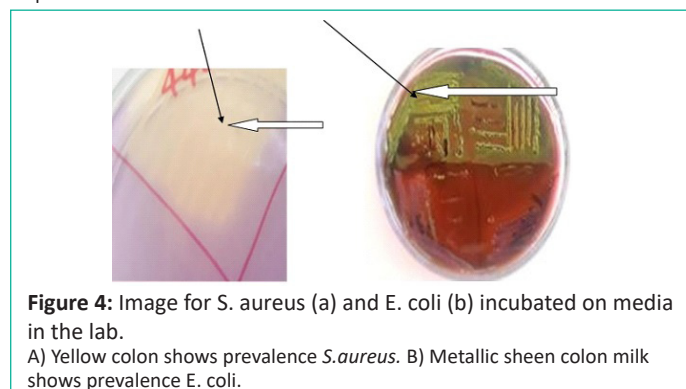 44
Figure 4: Image for S. aureus (a) and E. coli (b) incubated on media
in the lab.
A) Yellow colon shows prevalence S.aureus. B) Metallic sheen colon milk
shows prevalence E. coli.